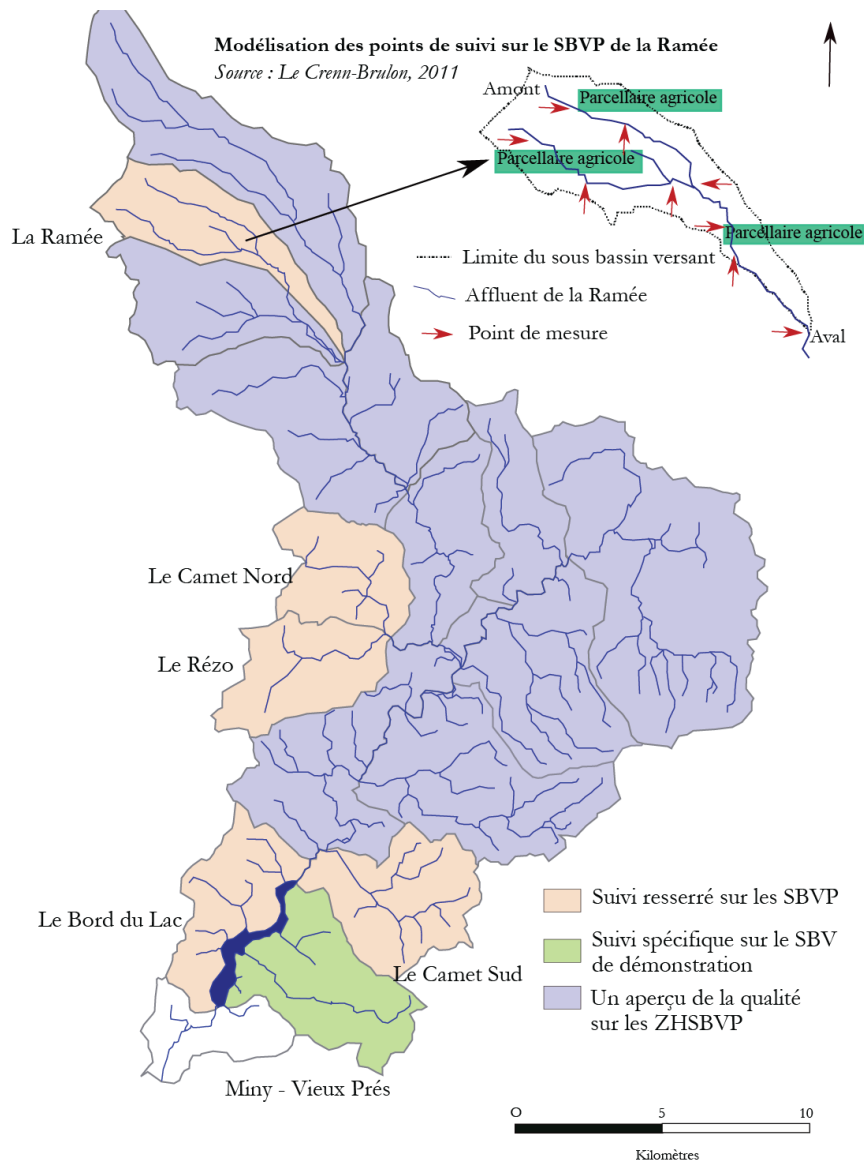 Modélisation des points de suivi sur le SBVP de la Ramée
Source : Le Crenn-Brulon, 2011
Amont
Parcellaire agricole
Parcellaire agricole
Parcellaire agricole
Limite du sous bassin versant
Affluent de la Ramée
Point de mesure
Aval
La Ramée
Le Camet Nord
Le Rézo
Le Bord du Lac
Le Camet Sud
Miny - Vieux Prés
Suivi resserré sur les SBVP
Suivi spécifique sur le SBV
de démonstration
Un aperçu de la qualité
sur les ZHSBVP
O 5 10
Kilomètres